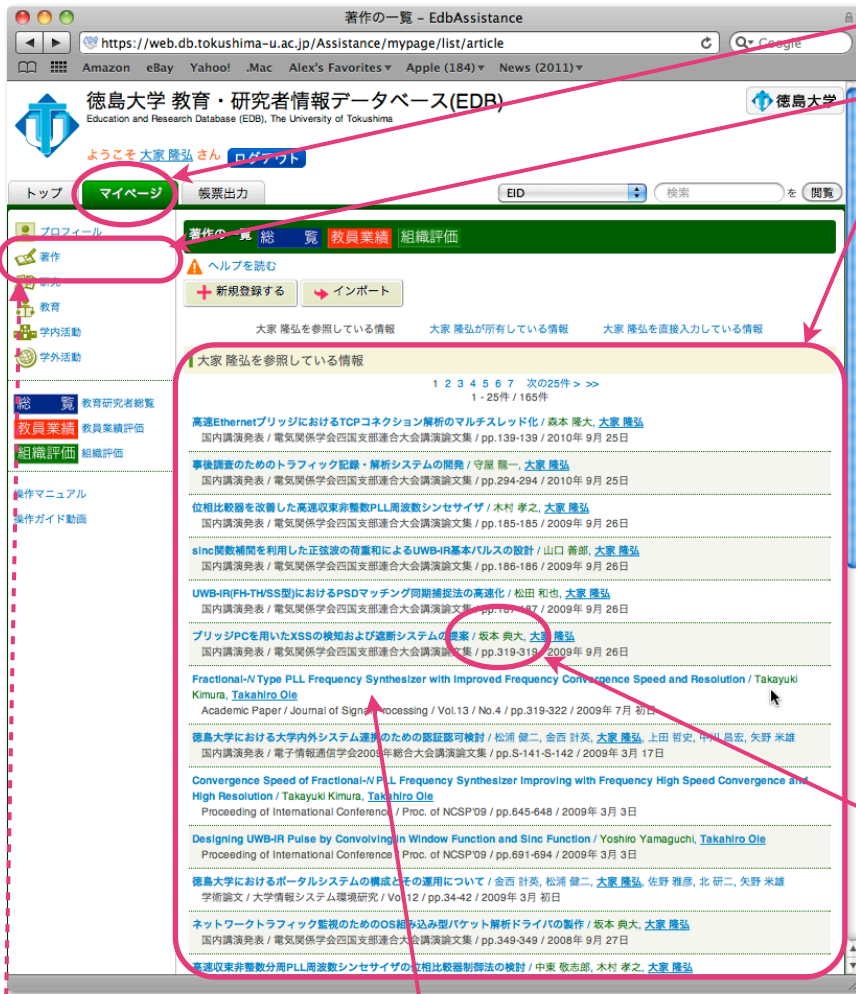 著作の一覧 - EdbAssistance
https://web.db.tokushima-u.ac.jp/Assistance/mypage/list/article
Google
Amazon eBay Yahoo! .Mac Alex's Favorites▼ Apple (184)▼ News (2011)▼
徳島大学 教育・研究者情報データベース(EDB)
Education and Research Database (EDB), The University of Tokushima
徳島大学
ようこそ 大家 隆弘 さん ログアウト
トップ マイページ 帳票出力 EID 検索 を 閲覧
プロフィール
著作
研究
教育
学内活動
学外活動
総 覧 教育研究者総覧
教員業績 教員業績評価
組織評価 組織評価
操作マニュアル
操作ガイド動画
著作の一覧 総 覧 教員業績 組織評価
ヘルプを読む
新規登録する インポート
大家 隆弘を参照している情報 大家 隆弘が所有している情報 大家 隆弘を直接入力している情報
大家 隆弘を参照している情報
1 2 3 4 5 6 7 次の25件 > >>
1 - 25件 / 165件
高速EthernetブリッジにおけるTCPコネクション解析のマルチスレッド化 / 森本 隆大, 大家 隆弘
国内講演発表 / 電気関係学会四国支部連合大会講演論文集 / pp.139-139 / 2010年 9月 25日
事後調査のためのトラフィック記録・解析システムの開発 / 守屋 龍一, 大家 隆弘
国内講演発表 / 電気関係学会四国支部連合大会講演論文集 / pp.294-294 / 2010年 9月 25日
位相比較器を改善した高速収束非整数PLL周波数シンセサイザ / 木村 孝之, 大家 隆弘
国内講演発表 / 電気関係学会四国支部連合大会講演論文集 / pp.185-185 / 2009年 9月 26日
sinc関数補間を利用した正弦波の荷重和によるUWB-IR基本パルスの設計 / 山口 善郎, 大家 隆弘
国内講演発表 / 電気関係学会四国支部連合大会講演論文集 / pp.186-186 / 2009年 9月 26日
UWB-IR(FH-TH/SS型)におけるPSDマッチング同期捕捉法の高速化 / 松田 和也, 大家 隆弘
国内講演発表 / 電気関係学会四国支部連合大会講演論文集 / pp.187-187 / 2009年 9月 26日
ブリッジPCを用いたXSSの検知および遮断システムの提案 / 坂本 典大, 大家 隆弘
国内講演発表 / 電気関係学会四国支部連合大会講演論文集 / pp.319-319 / 2009年 9月 26日
Fractional-N Type PLL Frequency Synthesizer with Improved Frequency Convergence Speed and Resolution / Takayuki
Kimura, Takahiro Oie
Academic Paper / Journal of Signal Processing / Vol.13 / No.4 / pp.319-322 / 2009年 7月 初日
徳島大学における大学内外システム連携のための認証認可検討 / 松浦 健二, 金西 計英, 大家 隆弘, 上田 哲史, 中川 昌宏, 矢野 米雄
国内講演発表 / 電子情報通信学会2009年総合大会講演論文集 / pp.S-141-S-142 / 2009年 3月 17日
Convergence Speed of Fractional-N PLL Frequency Synthesizer Improving with Frequency High Speed Convergence and
High Resolution / Takayuki Kimura, Takahiro Oie
Proceeding of International Conference / Proc. of NCSP'09 / pp.645-648 / 2009年 3月 3日
Designing UWB-IR Pulse by Convolving in Window Function and Sinc Function / Yoshiro Yamaguchi, Takahiro Oie
Proceeding of International Conference / Proc. of NCSP'09 / pp.691-694 / 2009年 3月 3日
徳島大学におけるポータルシステムの構成とその運用について / 金西 計英, 松浦 健二, 大家 隆弘, 佐野 雅彦, 北 研二, 矢野 米雄
学術論文 / 大学情報システム環境研究 / Vol.12 / pp.34-42 / 2009年 3月 初日
ネットワークトラフィック監視のためのOS組み込み型パケット解析ドライバの製作 / 坂本 典大, 大家 隆弘
国内講演発表 / 電気関係学会四国支部連合大会講演論文集 / pp.349-349 / 2008年 9月 27日
高速収束非整数分周PLL周波数シンセサイザの位相比較器制御法の検討 / 中東 敬志郎, 木村 孝之, 大家 隆弘